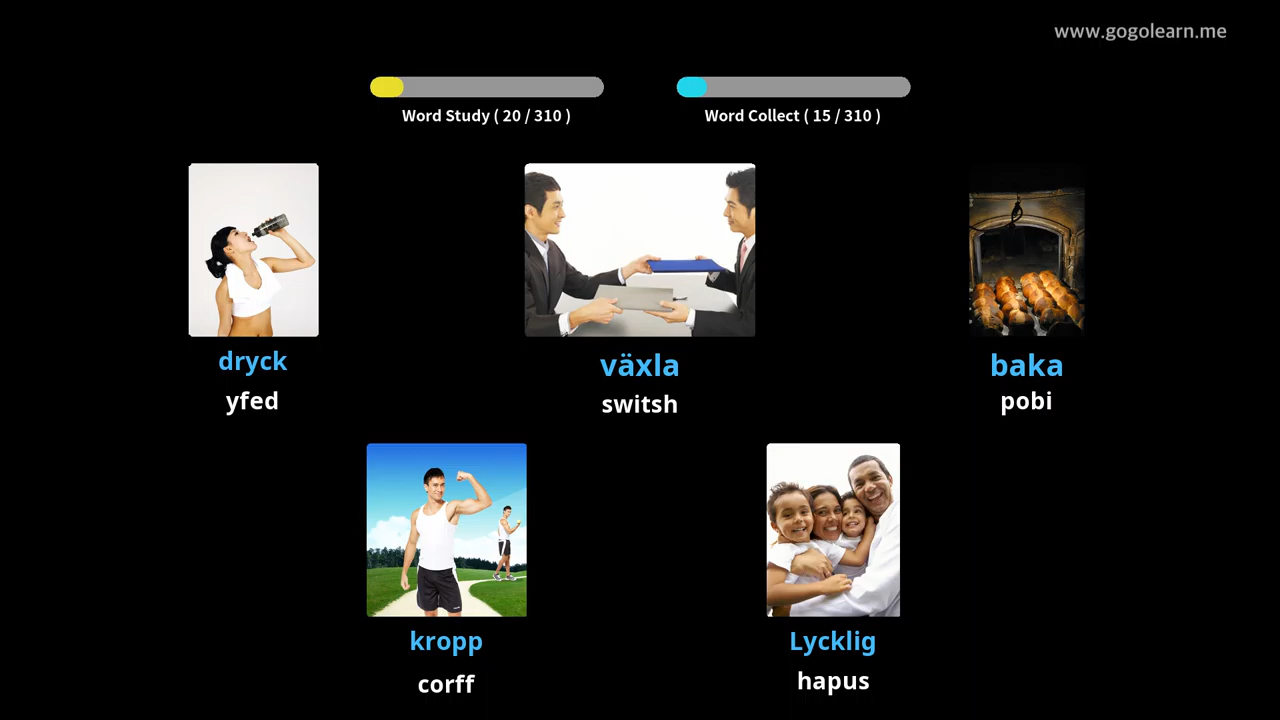 www.gogolearn.me
Word Study ( 20 / 310 )
Word Collect ( 15 / 310 )
dryck
yfed
växla
switsh
baka
pobi
kropp
corff
Lycklig
hapus